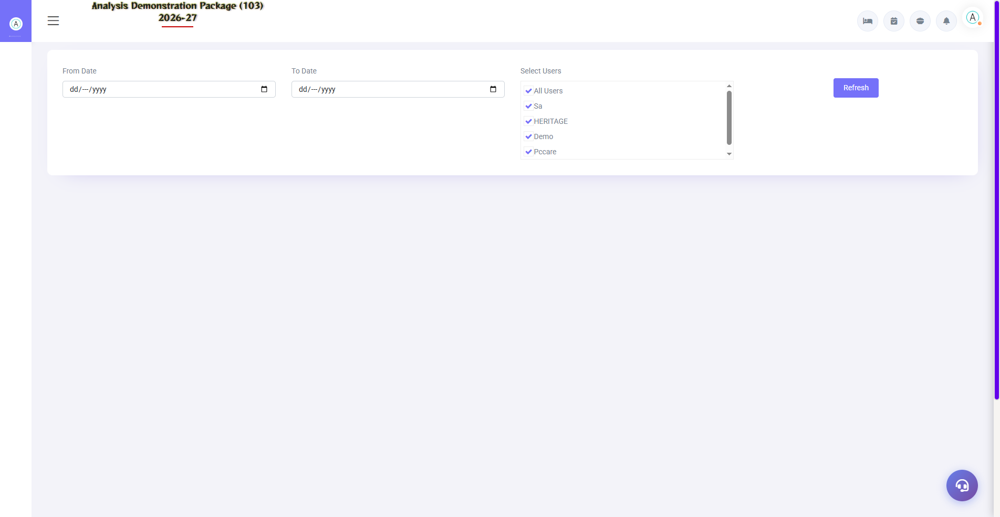 Analysis Demonstration Package (103)
2026-27
From Date
To Date
Select Users
dd/---/yyyy
dd/---/yyyy
All Users
Sa
HERITAGE
Demo
Pccare
Refresh
A
A